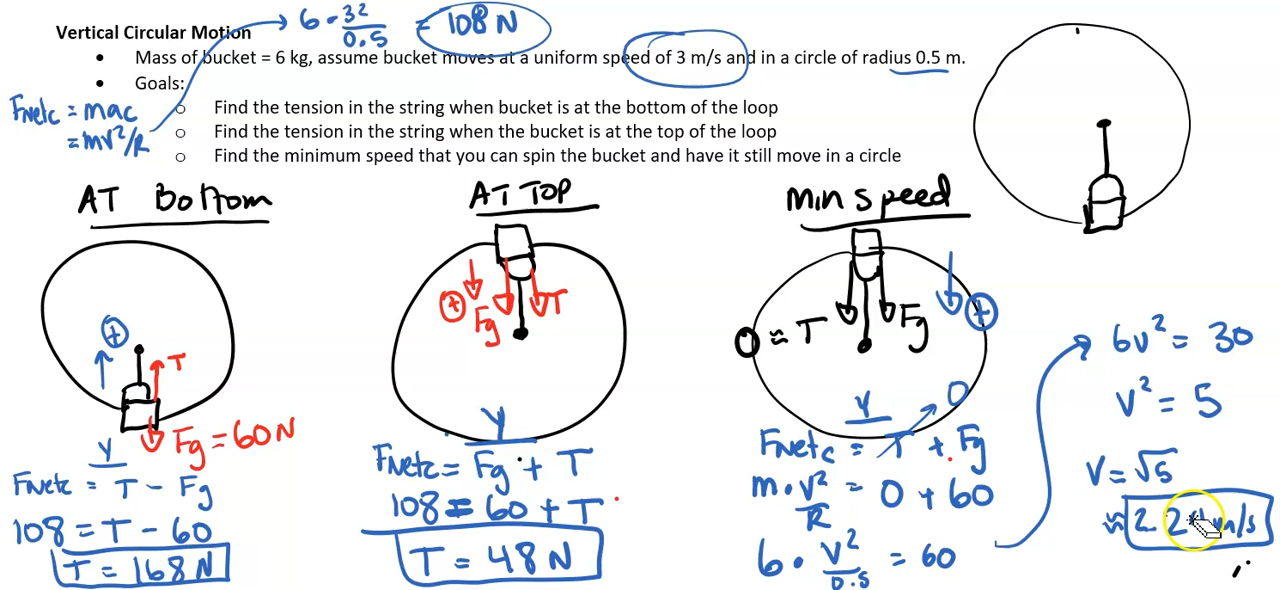 6 · 3² / 0.5 = 108 N
Vertical Circular Motion
• Mass of bucket = 6 kg, assume bucket moves at a uniform speed of 3 m/s and in a circle of radius 0.5 m.
• Goals:
Fnetc = mac
= mv²/R
o Find the tension in the string when bucket is at the bottom of the loop
o Find the tension in the string when the bucket is at the top of the loop
o Find the minimum speed that you can spin the bucket and have it still move in a circle
AT Bottom
+
T
Fg = 60N
Y
Fnetc = T - Fg
108 = T - 60
T = 168 N
AT TOP
+
Fg
T
Y
Fnetc = Fg + T
108 = 60 + T
T = 48 N
Min speed
0 ≈ T
Fg
+
Y
0
Fnetc = T + Fg
m · v²/R = 0 + 60
6 · v²/0.5 = 60
6v² = 30
v² = 5
V = √5
≈ 2.24 m/s